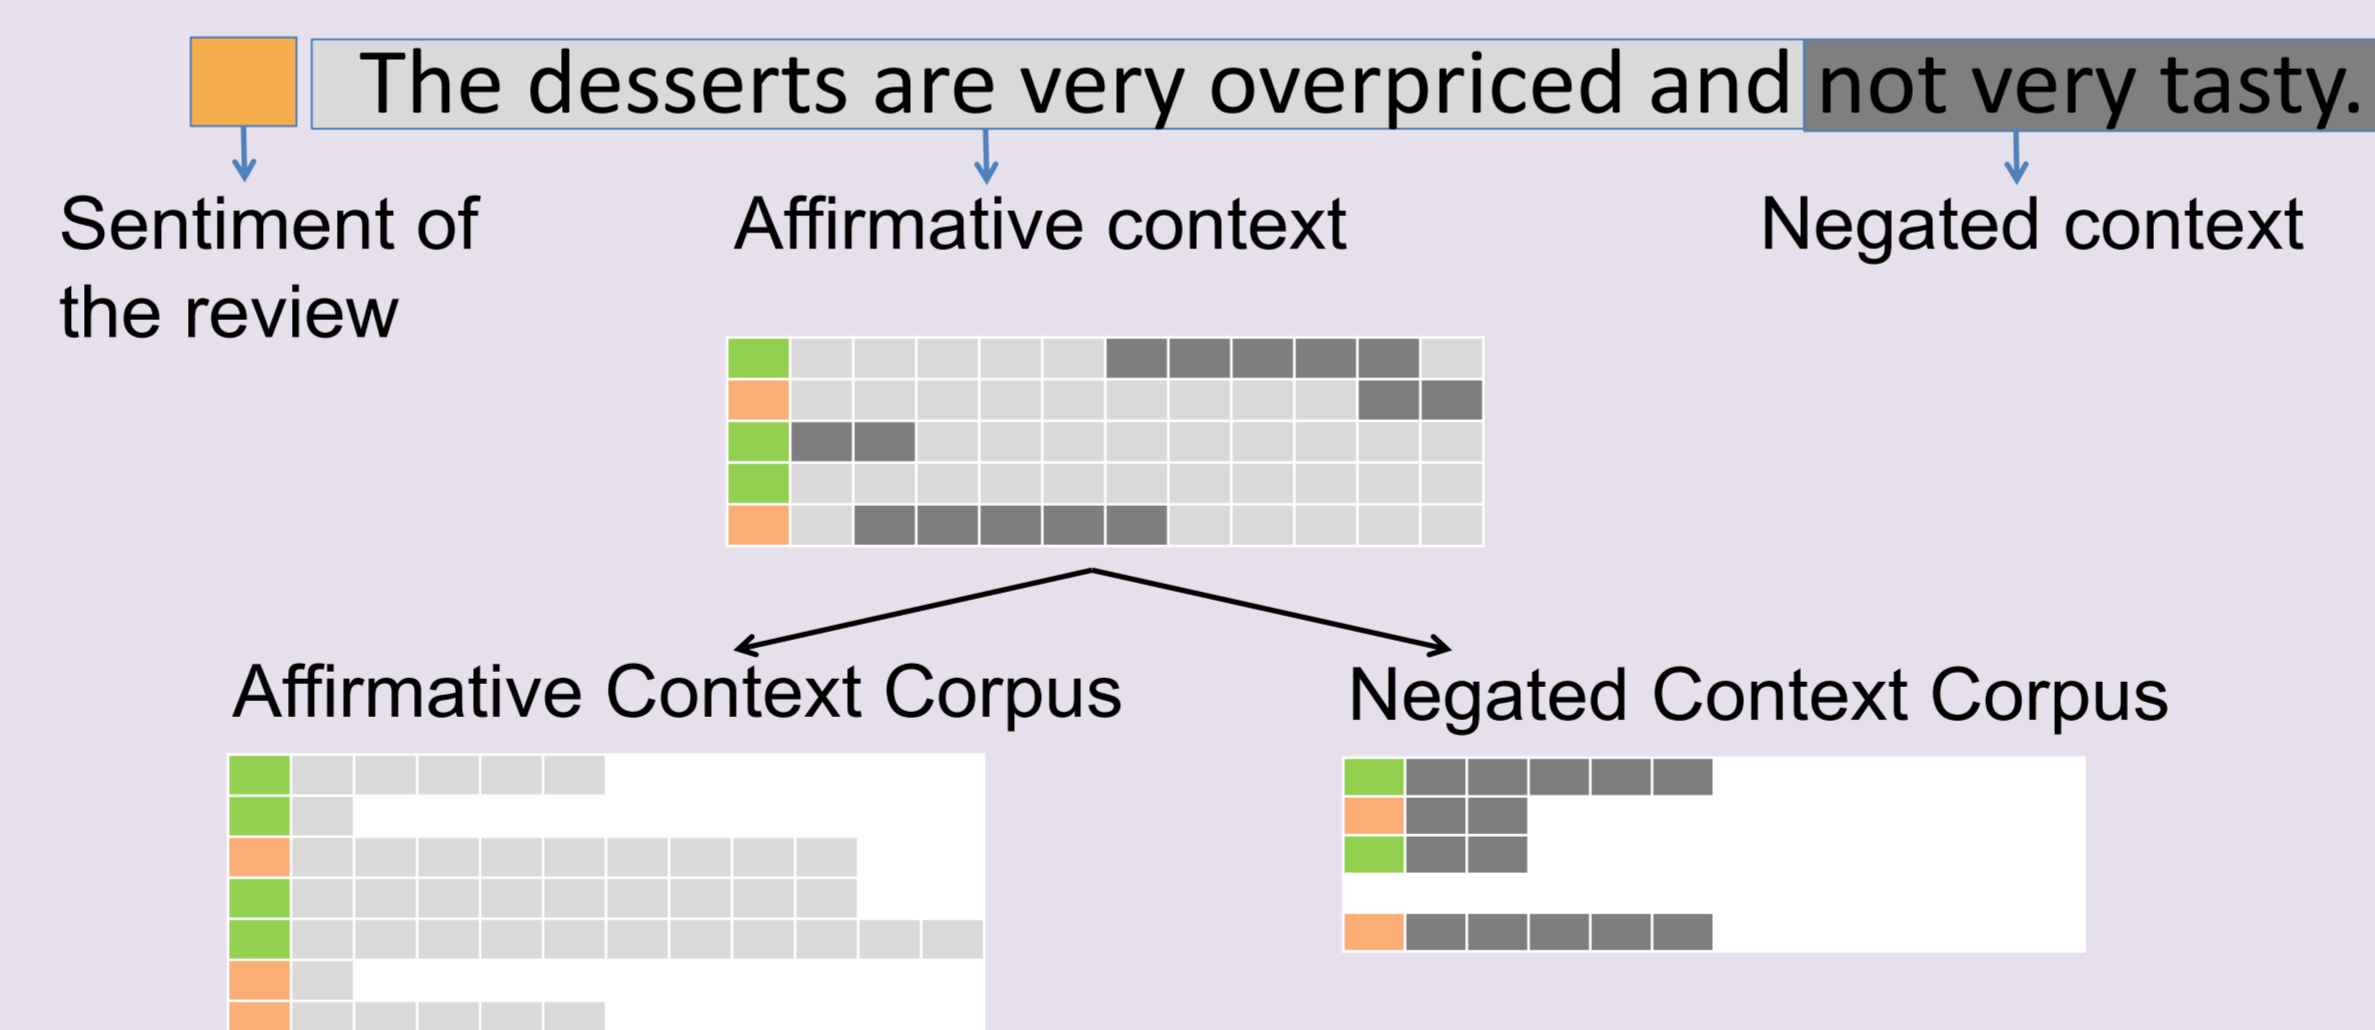 The desserts are very overpriced and not very tasty.
Sentiment of
the review
Affirmative context
Negated context
Affirmative Context Corpus
Negated Context Corpus